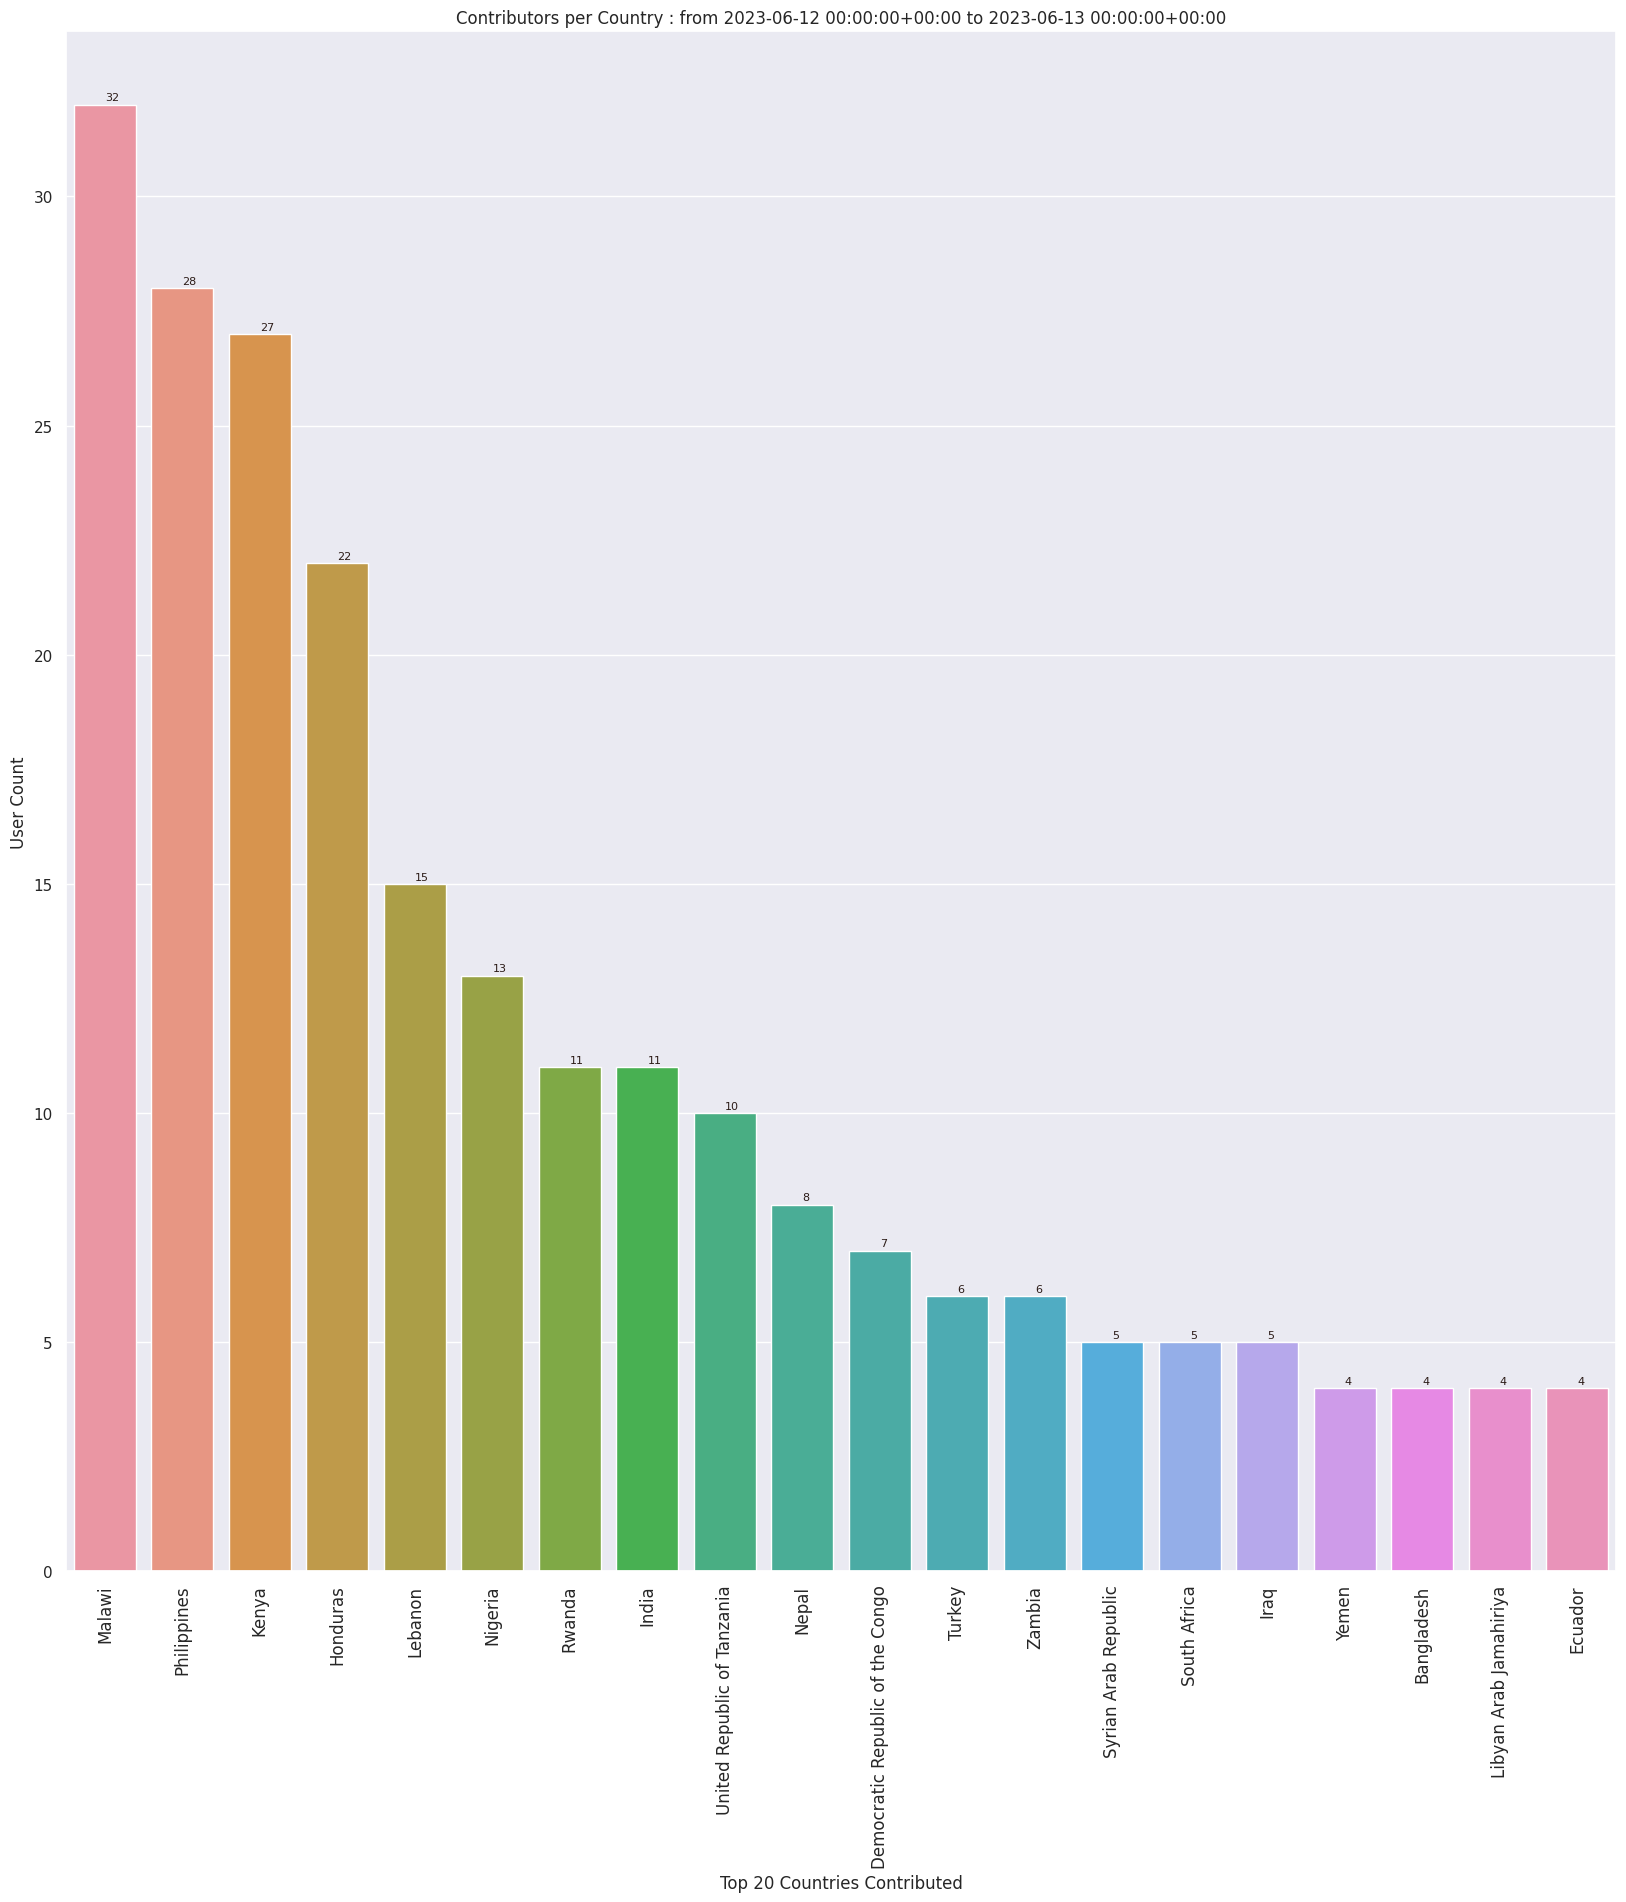 Contributors per Country : from 2023-06-12 00:00:00+00:00 to 2023-06-13 00:00:00+00:00
User Count
30
25
20
15
10
5
0
32
28
27
22
15
13
11
11
10
8
7
6
6
5
5
5
4
4
4
4
Malawi
Philippines
Kenya
Honduras
Lebanon
Nigeria
Rwanda
India
United Republic of Tanzania
Nepal
Democratic Republic of the Congo
Turkey
Zambia
Syrian Arab Republic
South Africa
Iraq
Yemen
Bangladesh
Libyan Arab Jamahiriya
Ecuador
Top 20 Countries Contributed